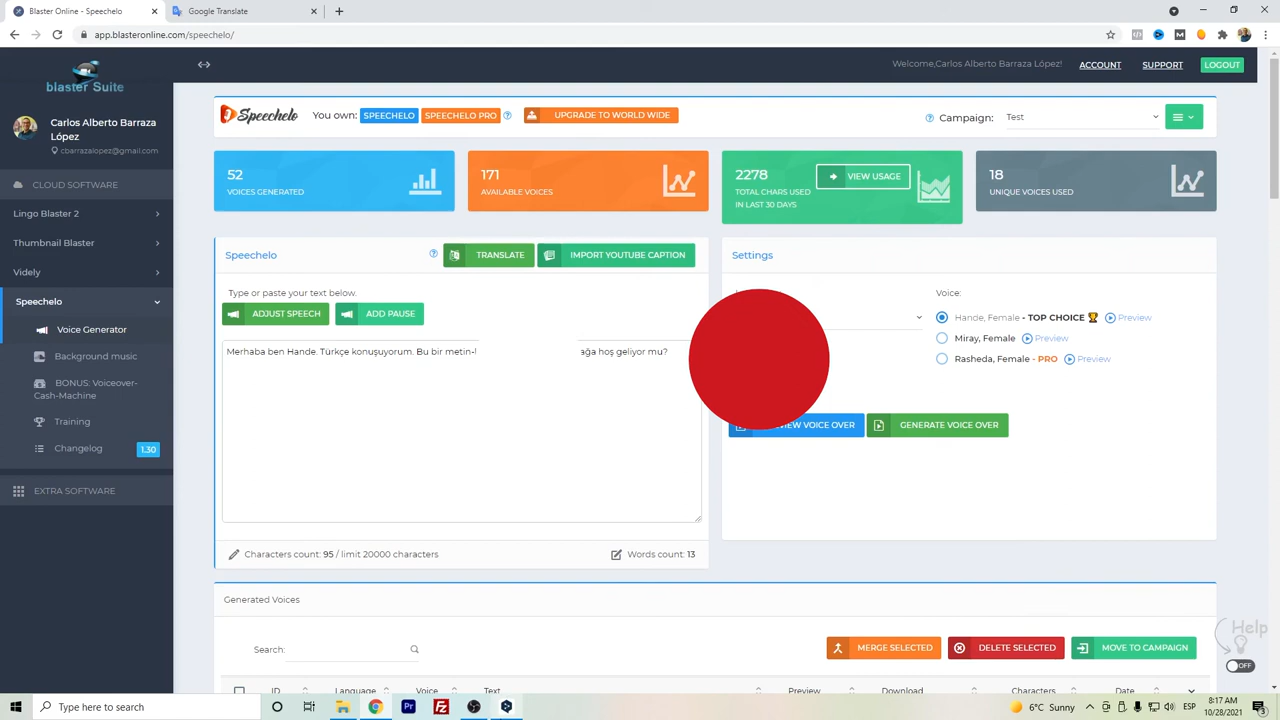 Blaster Online - Speechelo
Google Translate
app.blasteronline.com/speechelo/
blaster Suite
Welcome,Carlos Alberto Barraza López!
ACCOUNT
SUPPORT
LOGOUT
Carlos Alberto Barraza
López
cbarrazalopez@gmail.com
CLOUD SOFTWARE
Lingo Blaster 2
Thumbnail Blaster
Videly
Speechelo
Voice Generator
Background music
BONUS: Voiceover-
Cash-Machine
Training
Changelog
1.30
EXTRA SOFTWARE
Speechelo
You own:
SPEECHELO
SPEECHELO PRO
UPGRADE TO WORLD WIDE
Campaign:
Test
52
VOICES GENERATED
171
AVAILABLE VOICES
2278
TOTAL CHARS USED
IN LAST 30 DAYS
VIEW USAGE
18
UNIQUE VOICES USED
Speechelo
TRANSLATE
IMPORT YOUTUBE CAPTION
Type or paste your text below.
ADJUST SPEECH
ADD PAUSE
Merhaba ben Hande. Türkçe konuşuyorum. Bu bir hoş geliyor mu?
Characters count: 95 / limit 20000 characters
Words count: 13
Settings
Voice:
Hande, Female - TOP CHOICE
Preview
Miray, Female
Preview
Rasheda, Female - PRO
Preview
VOICE OVER
GENERATE VOICE OVER
Generated Voices
Search:
MERGE SELECTED
DELETE SELECTED
MOVE TO CAMPAIGN
ID
Language
Voice
Text
Preview
Download
Characters
Date
Help
OFF
Type here to search
Pr
Fz
6°C Sunny
ESP
8:17 AM
10/28/2021
3